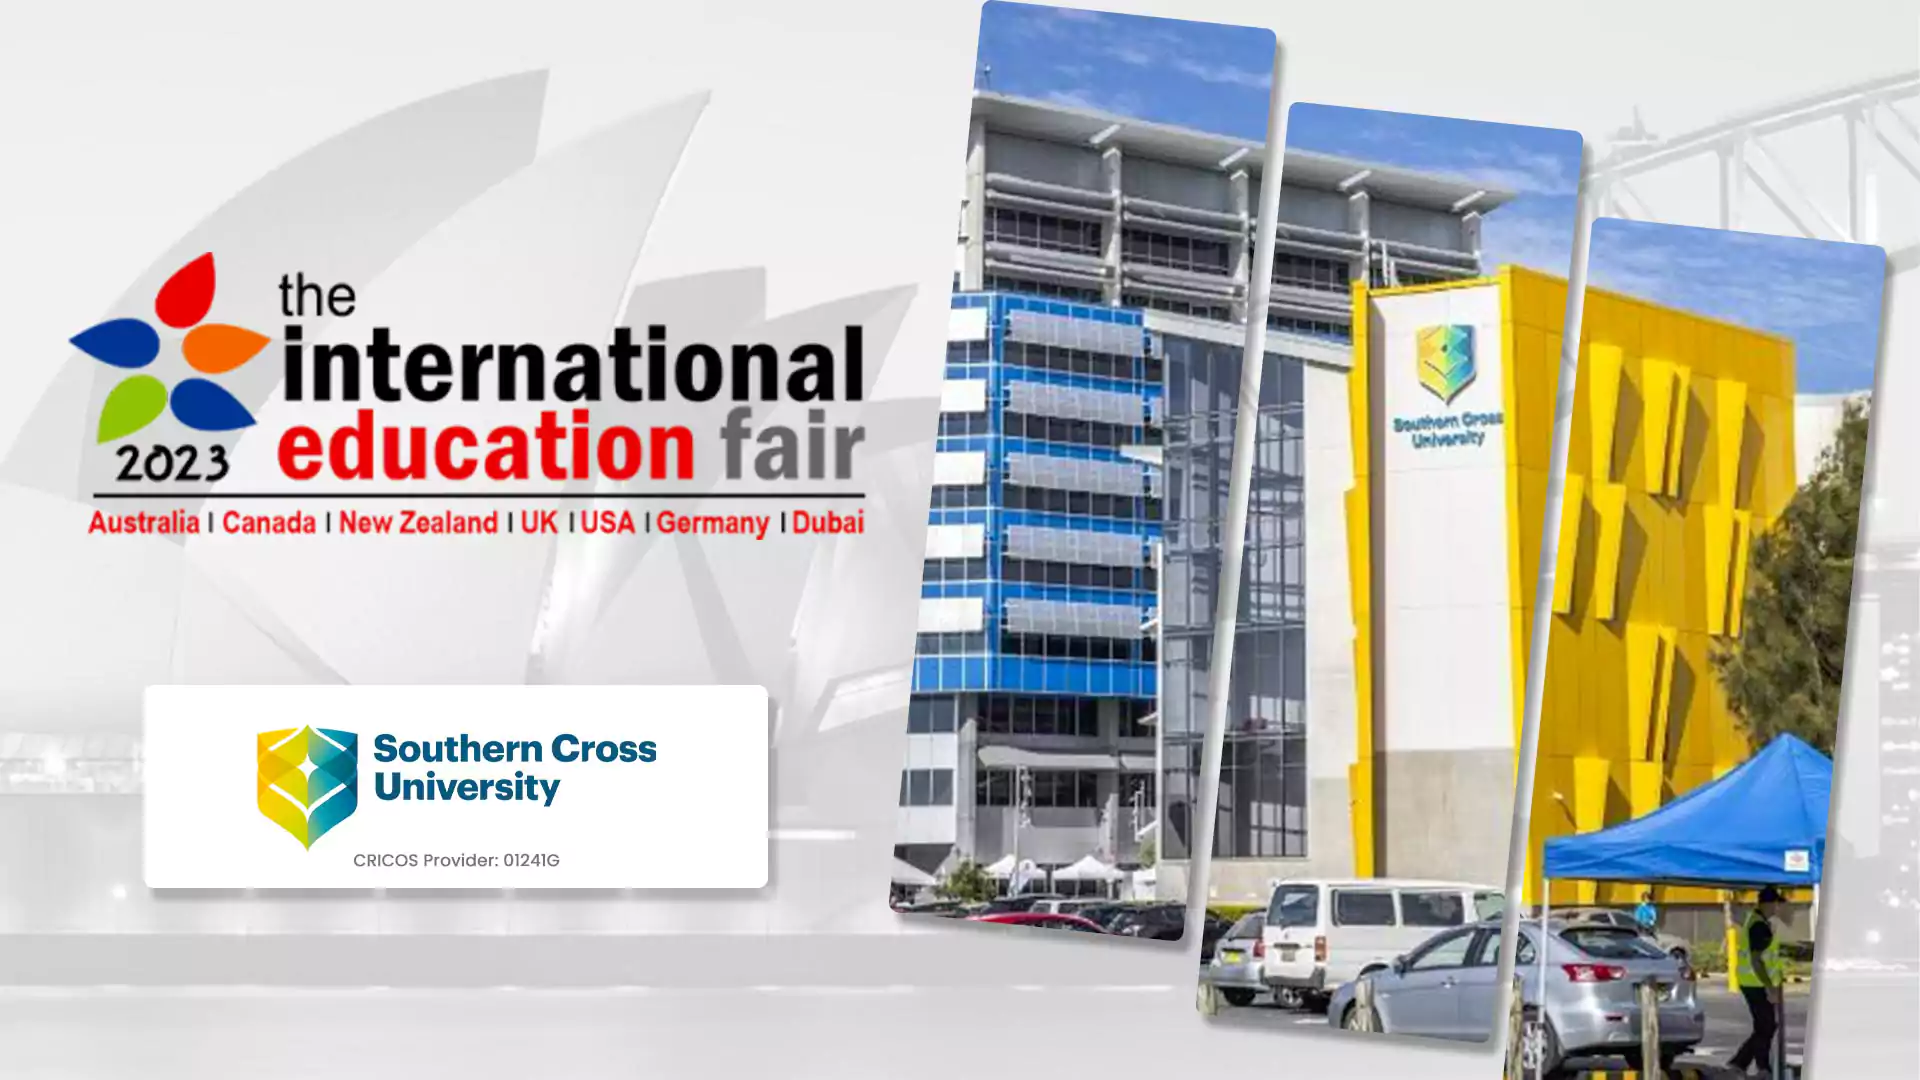 the
international
education fair
2023
Australia I Canada I New Zealand I UK I USA I Germany I Dubai
Southern Cross
University
CRICOS Provider: 01241G
Southern Cross
University